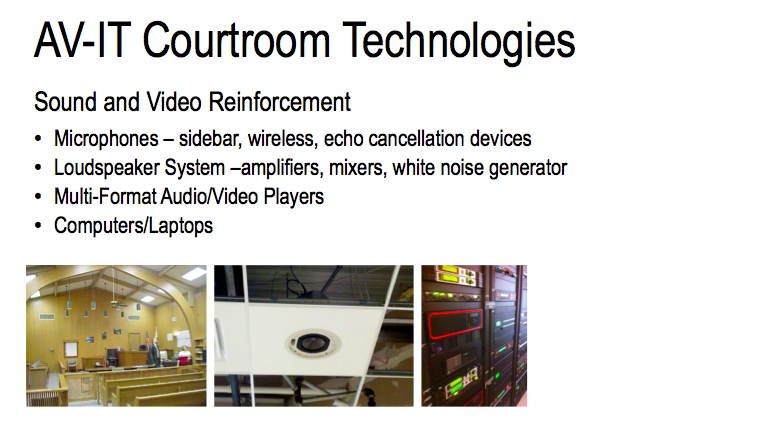 AV-IT Courtroom Technologies
Sound and Video Reinforcement
• Microphones – sidebar, wireless, echo cancellation devices
• Loudspeaker System –amplifiers, mixers, white noise generator
• Multi-Format Audio/Video Players
• Computers/Laptops